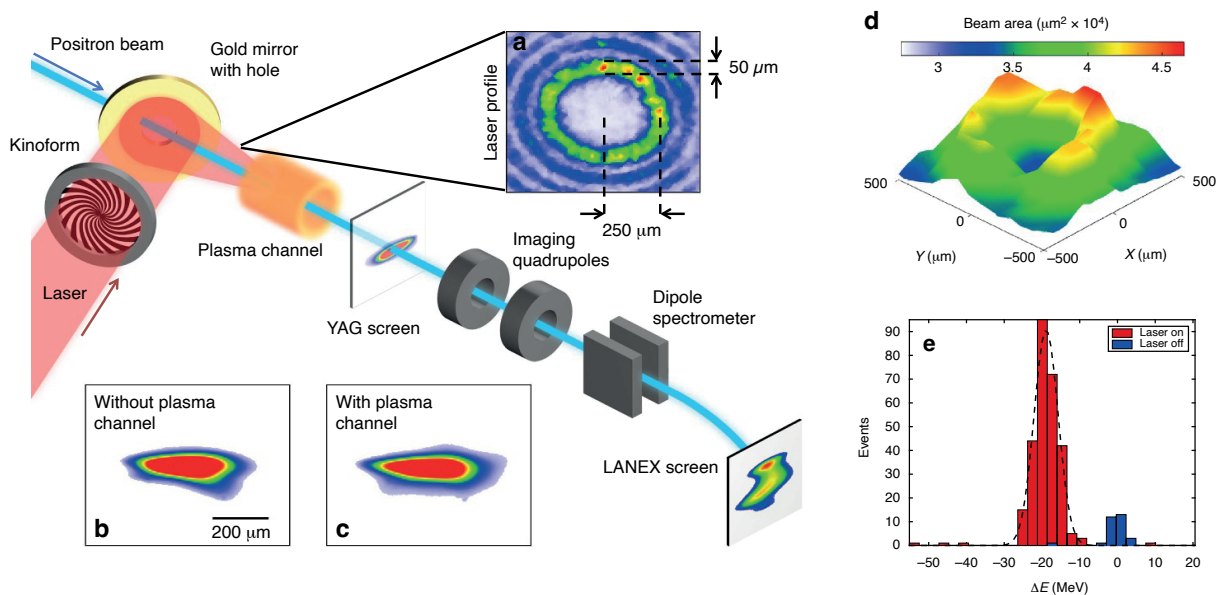 Positron beam
Gold mirror
with hole
Kinoform
Laser
Plasma channel
YAG screen
Imaging
quadrupoles
Dipole
spectrometer
LANEX screen
a
Laser profile
50 µm
250 µm
Without plasma
channel
b
200 µm
With plasma
channel
c
d
Beam area (µm² × 10⁴)
3 3.5 4 4.5
500
0
−500
Y (µm)
−500
0
500
X (µm)
e
Laser on
Laser off
Events
90
80
70
60
50
40
30
20
10
0
−50 −40 −30 −20 −10 0 10 20
ΔE (MeV)